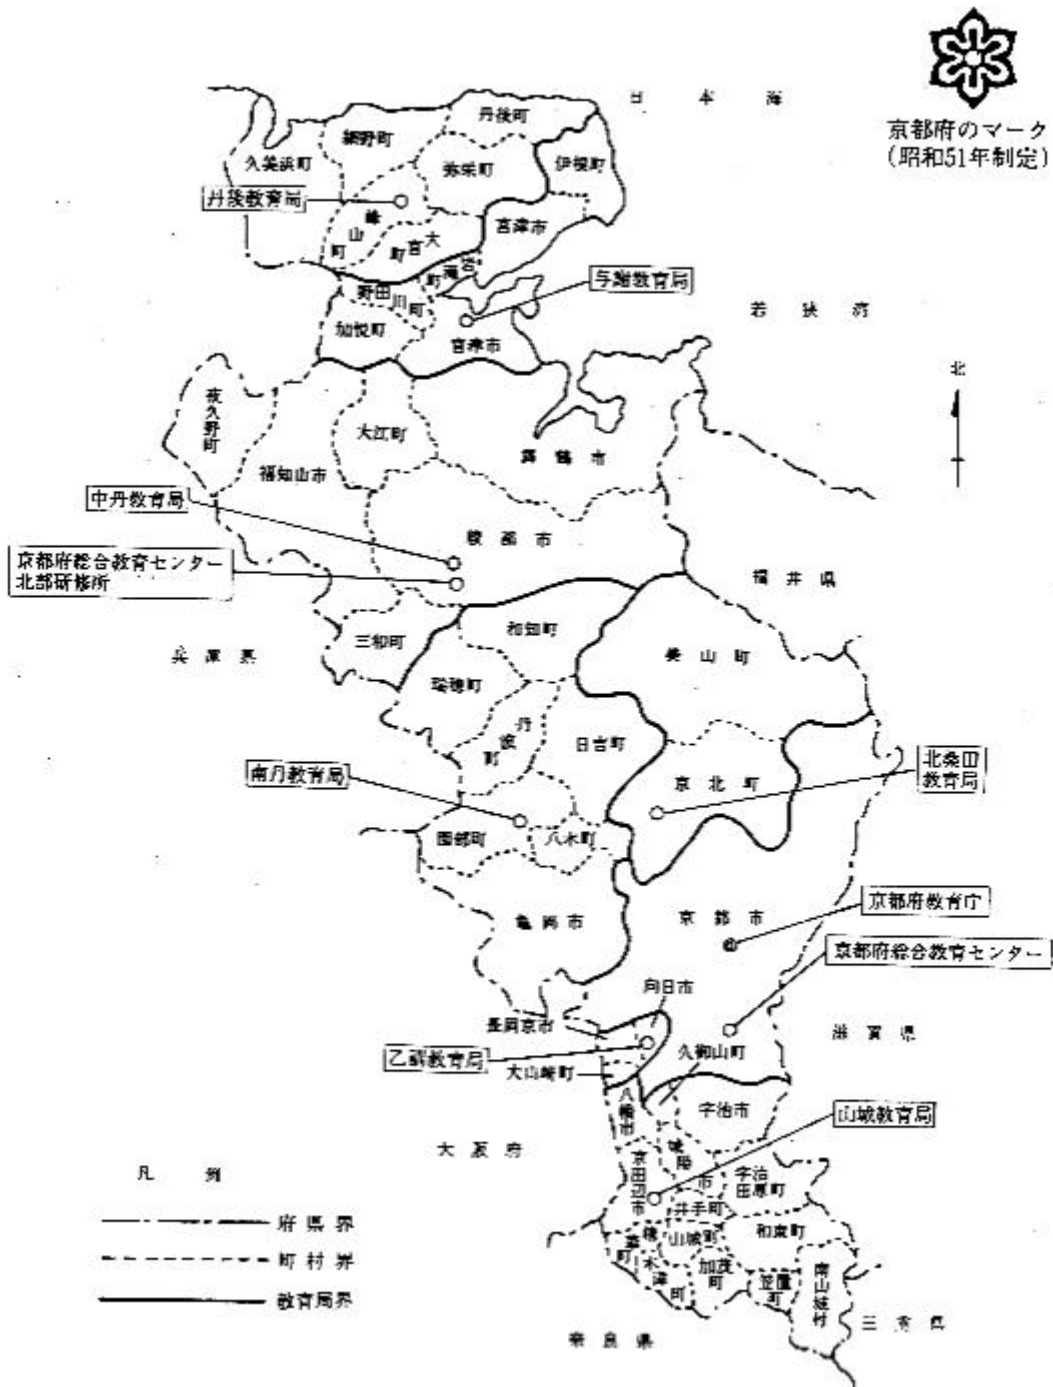 京都府のマーク
(昭和51年制定)
日本海
丹後町
網野町
久美浜町
弥栄町
伊根町
丹後教育局
峰山町
大宮町
宮津市
岩滝町
野田川町
与謝教育局
加悦町
宮津市
若狭湾
北
夜久野町
大江町
舞鶴市
福知山市
中丹教育局
綾部市
京都府総合教育センター
北部研修所
福井県
兵庫県
三和町
和知町
美山町
瑞穂町
丹波町
日吉町
南丹教育局
京北町
北桑田
教育局
園部町
八木町
亀岡市
京都市
京都府教育庁
京都府総合教育センター
向日市
長岡京市
滋賀県
乙訓教育局
久御山町
大山崎町
八幡市
宇治市
山城教育局
大阪府
城陽市
京田辺市
宇治
田原町
井手町
凡例
府県界
町村界
教育局界
精華町
山城町
和束町
木津町
加茂町
笠置町
南山城村
三重県
奈良県